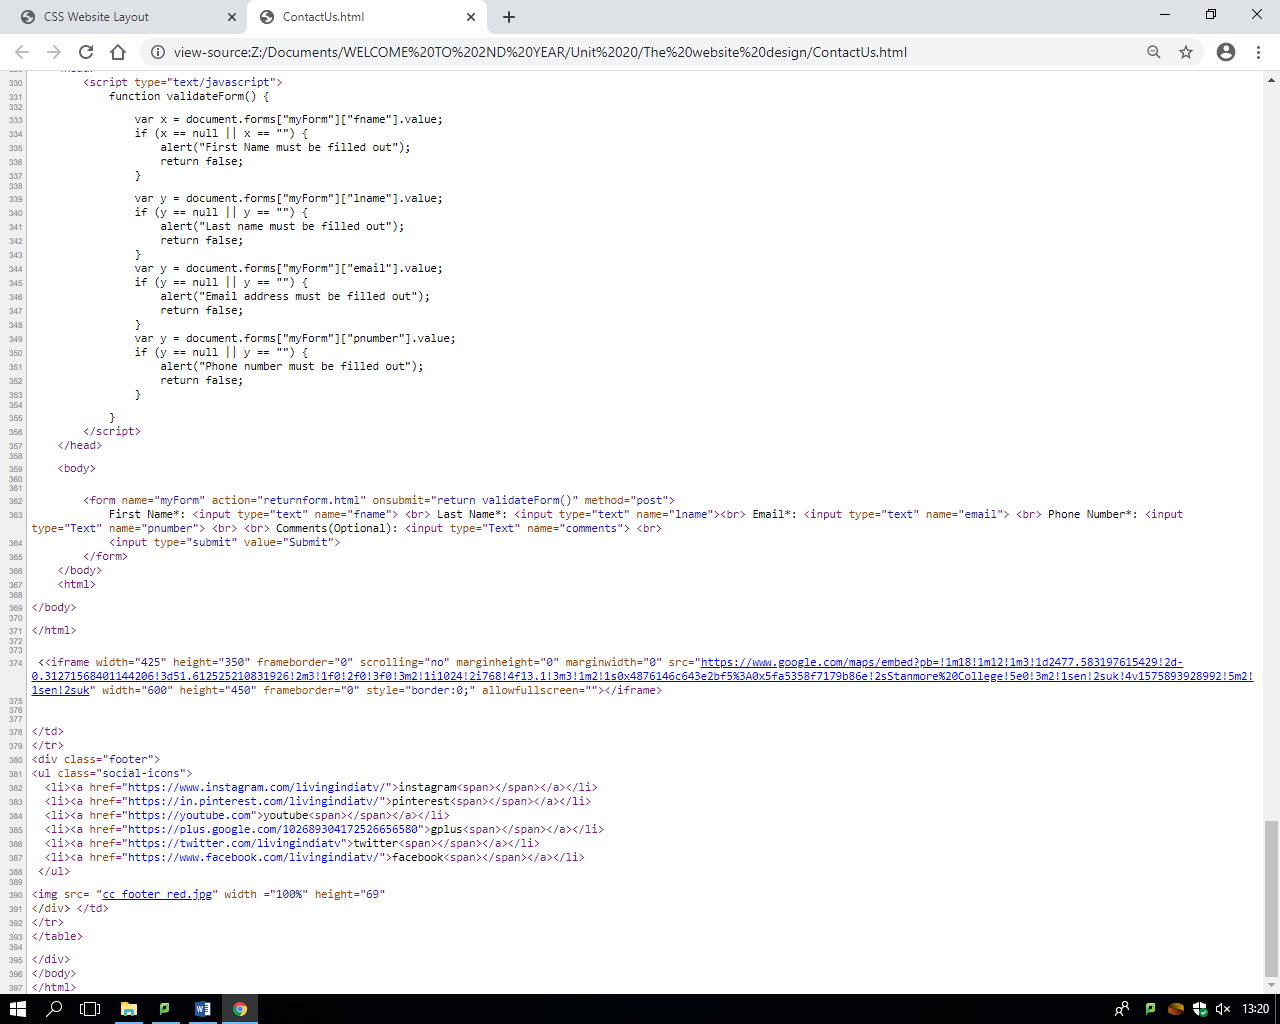 CSS Website Layout
ContactUs.html
view-source:Z:/Documents/WELCOME%20TO%202ND%20YEAR/Unit%2020/The%20website%20design/ContactUs.html
330 <script type="text/javascript">
331 function validateForm() {
332
333 var x = document.forms["myForm"]["fname"].value;
334 if (x == null || x == "") {
335 alert("First Name must be filled out");
336 return false;
337 }
338
339 var y = document.forms["myForm"]["lname"].value;
340 if (y == null || y == "") {
341 alert("Last name must be filled out");
342 return false;
343 }
344 var y = document.forms["myForm"]["email"].value;
345 if (y == null || y == "") {
346 alert("Email address must be filled out");
347 return false;
348 }
349 var y = document.forms["myForm"]["pnumber"].value;
350 if (y == null || y == "") {
351 alert("Phone number must be filled out");
352 return false;
353 }
354
355 }
356 </script>
357 </head>
358
359 <body>
360
361
362 <form name="myForm" action="returnform.html" onsubmit="return validateForm()" method="post">
363 First Name*: <input type="text" name="fname"> <br> Last Name*: <input type="text" name="lname"><br> Email*: <input type="text" name="email"> <br> Phone Number*: <input
type="Text" name="pnumber"> <br> <br> Comments(Optional): <input type="Text" name="comments"> <br>
364 <input type="submit" value="Submit">
365 </form>
366 </body>
367 <html>
368
369 </body>
370
371 </html>
372
373
374 <<iframe width="425" height="350" frameborder="0" scrolling="no" marginheight="0" marginwidth="0" src="https://www.google.com/maps/embed?pb=!1m18!1m12!1m3!1d2477.583197615429!2d-
0.31271568401144206!3d51.612525210831926!2m3!1f0!2f0!3f0!3m2!1i1024!2i768!4f13.1!3m3!1m2!1s0x4876146c643e2bf5%3A0x5fa5358f7179b86e!2sStanmore%20College!5e0!3m2!1sen!2suk!4v1575893928992!5m2!
1sen!2suk" width="600" height="450" frameborder="0" style="border:0;" allowfullscreen=""></iframe>
375
376
377
378 </td>
379 </tr>
380 <div class="footer">
381 <ul class="social-icons">
382 <li><a href="https://www.instagram.com/livingindiatv/">instagram<span></span></a></li>
383 <li><a href="https://in.pinterest.com/livingindiatv/">pinterest<span></span></a></li>
384 <li><a href="https://youtube.com">youtube<span></span></a></li>
385 <li><a href="https://plus.google.com/102689304172526656580">gplus<span></span></a></li>
386 <li><a href="https://twitter.com/livingindiatv">twitter<span></span></a></li>
387 <li><a href="https://www.facebook.com/livingindiatv/">facebook<span></span></a></li>
388 </ul>
389
390 <img src= "cc footer red.jpg" width ="100%" height="69"
391 </div> </td>
392 </tr>
393 </table>
394
395 </div>
396 </body>
397 </html>
13:20